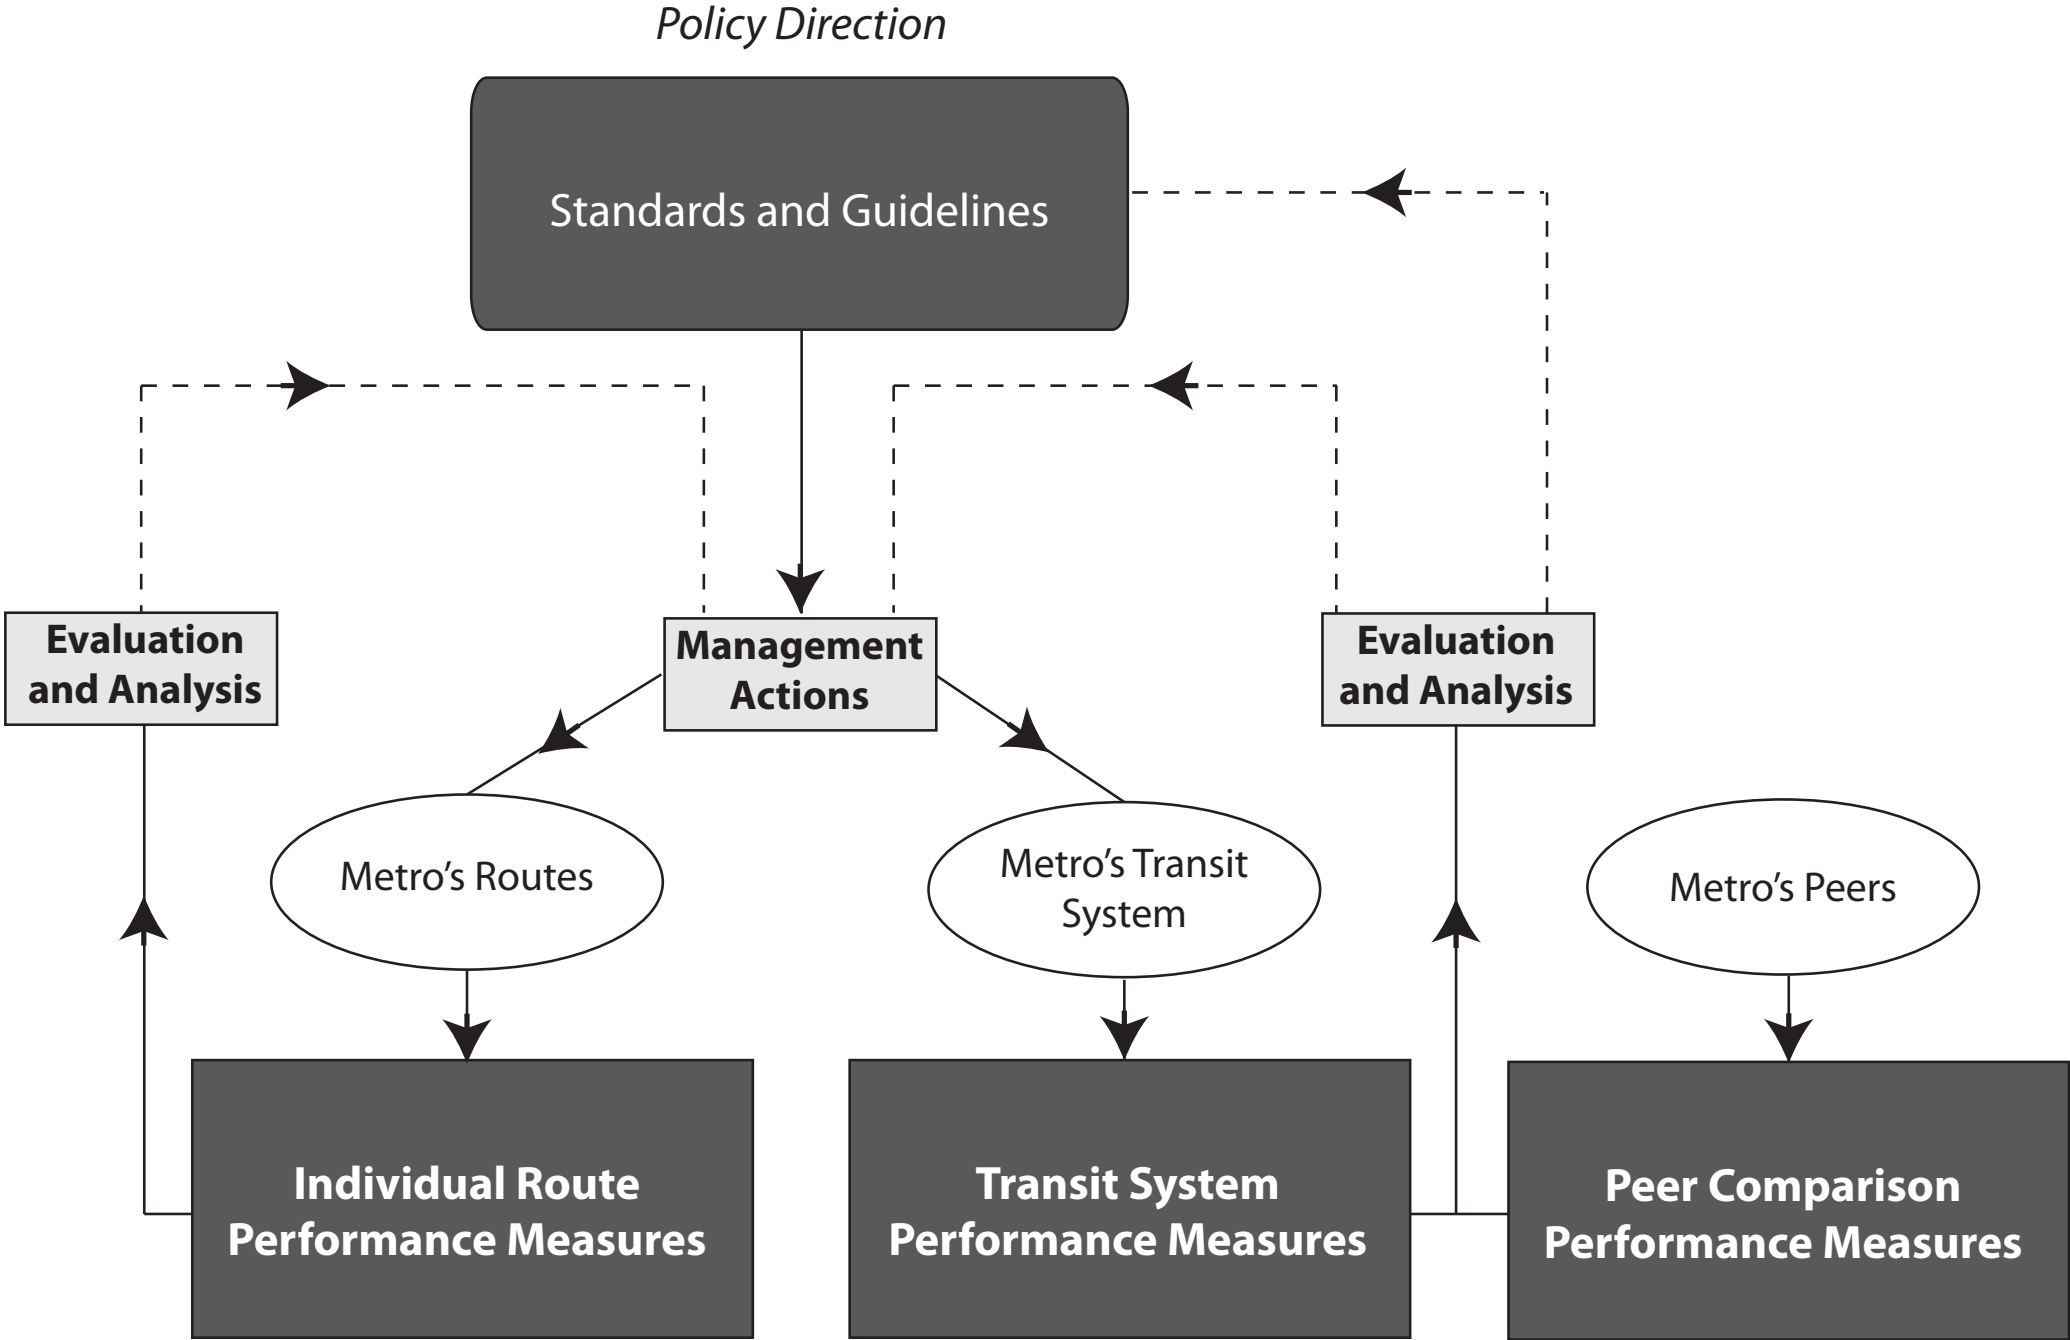 Policy Direction
Standards and Guidelines
Evaluation
and Analysis
Management
Actions
Evaluation
and Analysis
Metro’s Routes
Metro’s Transit
System
Metro’s Peers
Individual Route
Performance Measures
Transit System
Performance Measures
Peer Comparison
Performance Measures